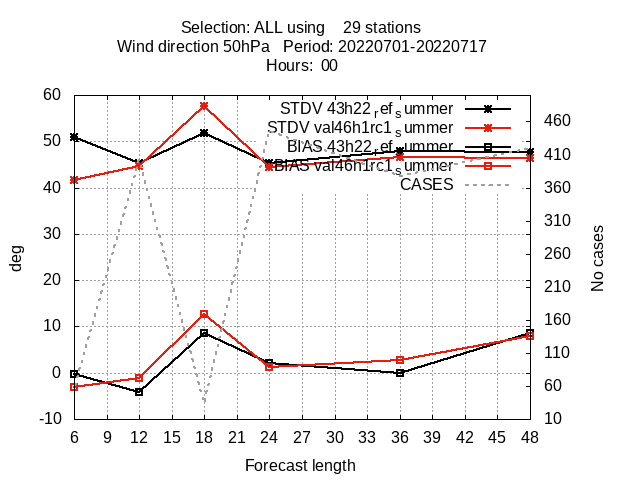 Selection: ALL using    29 stations
Wind direction 50hPa   Period: 20220701-20220717
Hours:  00
60
50
40
30
20
10
0
-10
deg
STDV 43h22_ref_summer
STDV val46h1rc1_summer
BIAS 43h22_ref_summer
BIAS val46h1rc1_summer
CASES
460
410
360
310
260
210
160
110
60
10
No cases
6 9 12 15 18 21 24 27 30 33 36 39 42 45 48
Forecast length